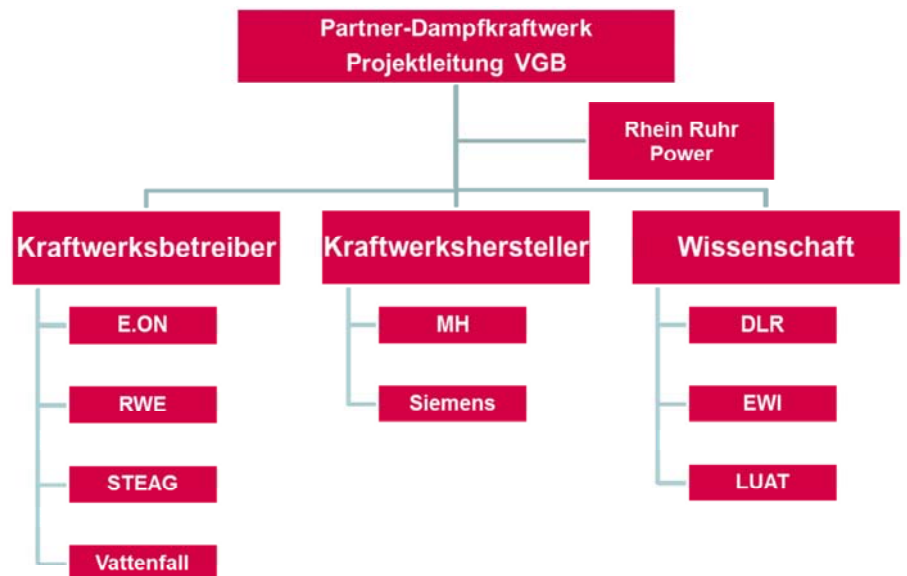 Partner-Dampfkraftwerk
Projektleitung VGB
Rhein Ruhr
Power
Kraftwerksbetreiber
E.ON
RWE
STEAG
Vattenfall
Kraftwerkshersteller
MH
Siemens
Wissenschaft
DLR
EWI
LUAT